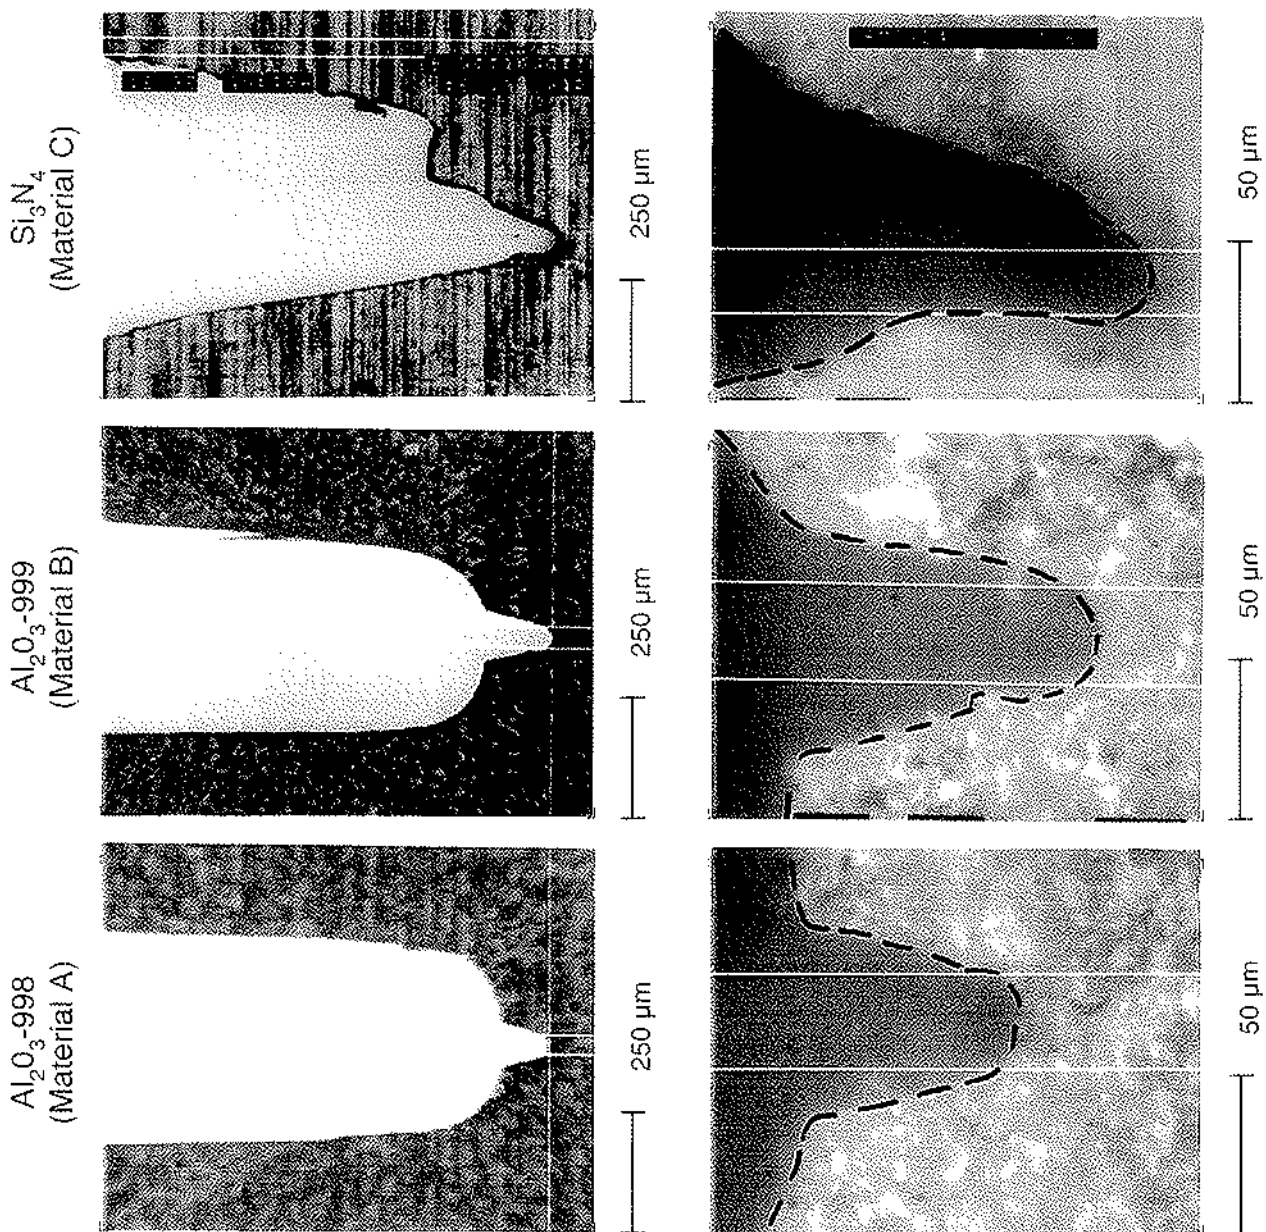 Al₂O₃-998
(Material A)
Al₂O₃-999
(Material B)
Si₃N₄
(Material C)
250 µm
250 µm
250 µm
50 µm
50 µm
50 µm